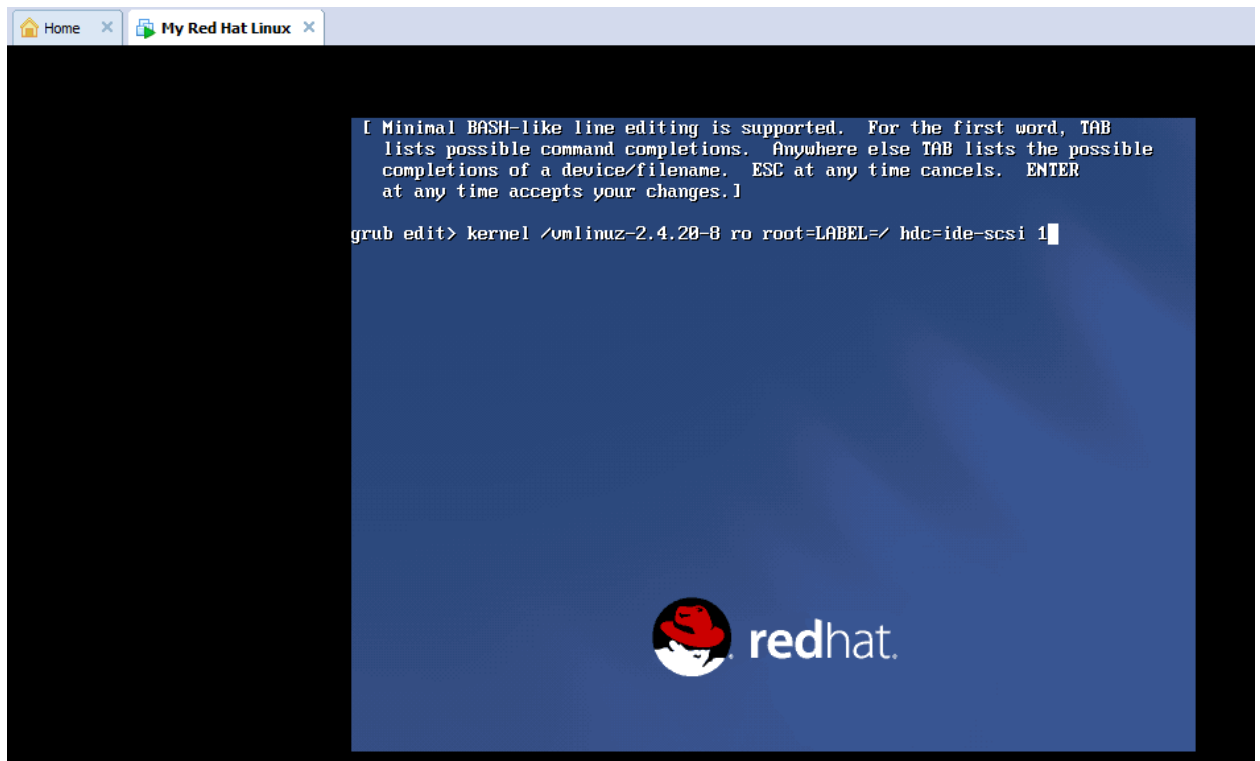 Home × My Red Hat Linux ×
[ Minimal BASH-like line editing is supported.  For the first word, TAB
lists possible command completions.  Anywhere else TAB lists the possible
completions of a device/filename.  ESC at any time cancels.  ENTER
at any time accepts your changes.]
grub edit> kernel /vmlinuz-2.4.20-8 ro root=LABEL=/ hdc=ide-scsi 1
redhat.